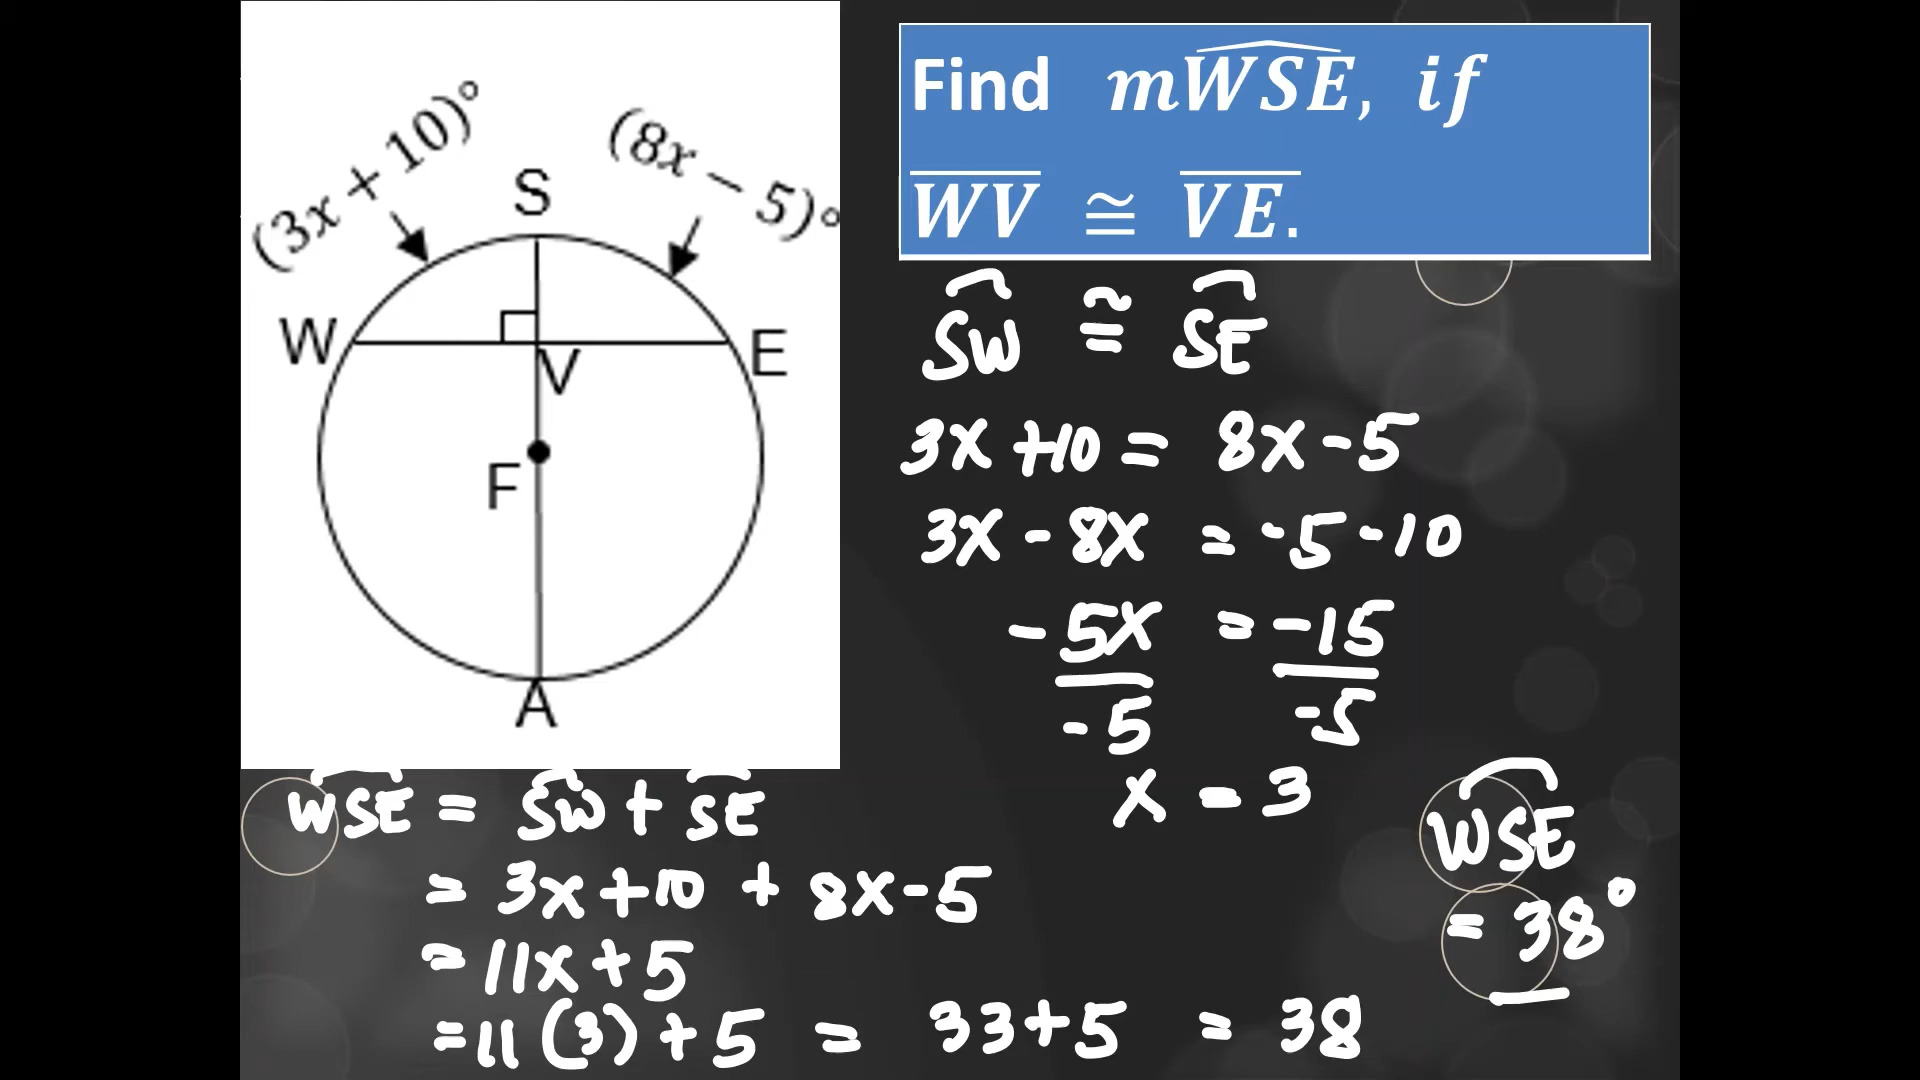 Find mWSE, if
WV ≅ VE.
(3x + 10)°
(8x − 5)°
S
W
E
V
F
A
SW ≅ SE
3x + 10 = 8x - 5
3x - 8x = -5 - 10
-5x = -15
-5 -5
x = 3
WSE = SW + SE
= 3x + 10 + 8x - 5
= 11x + 5
= 11 (3) + 5 = 33 + 5 = 38
WSE
= 38°